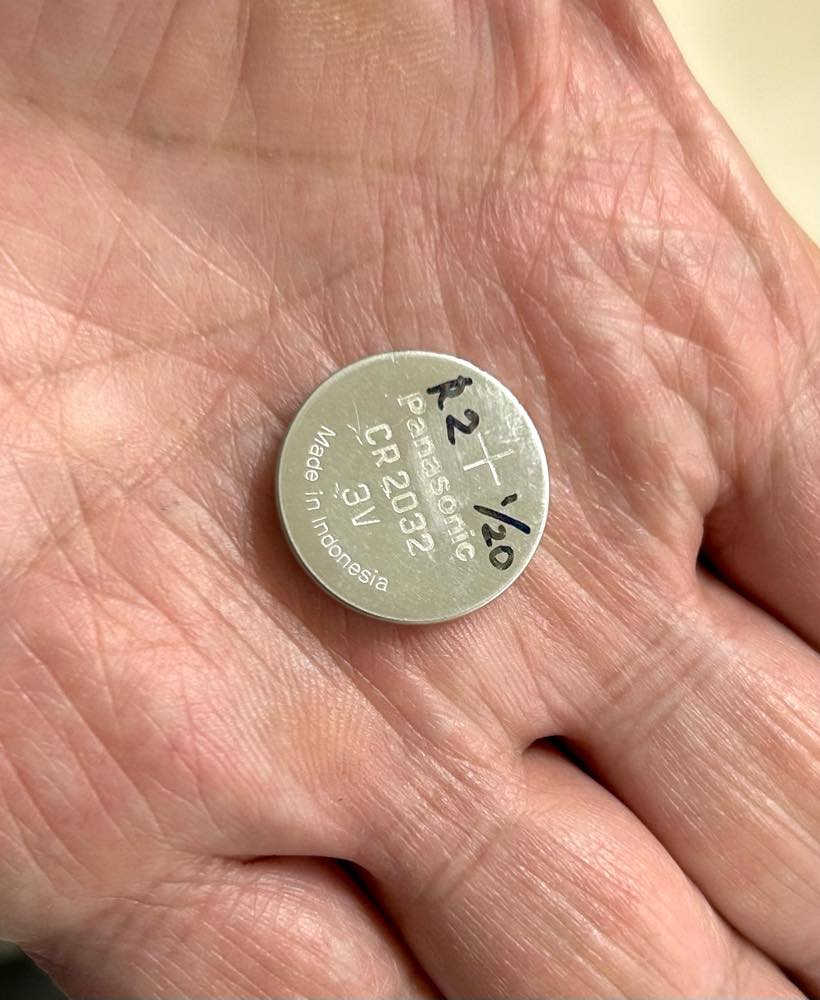 R2
+
1/20
Panasonic
CR2032
3V
Made in Indonesia